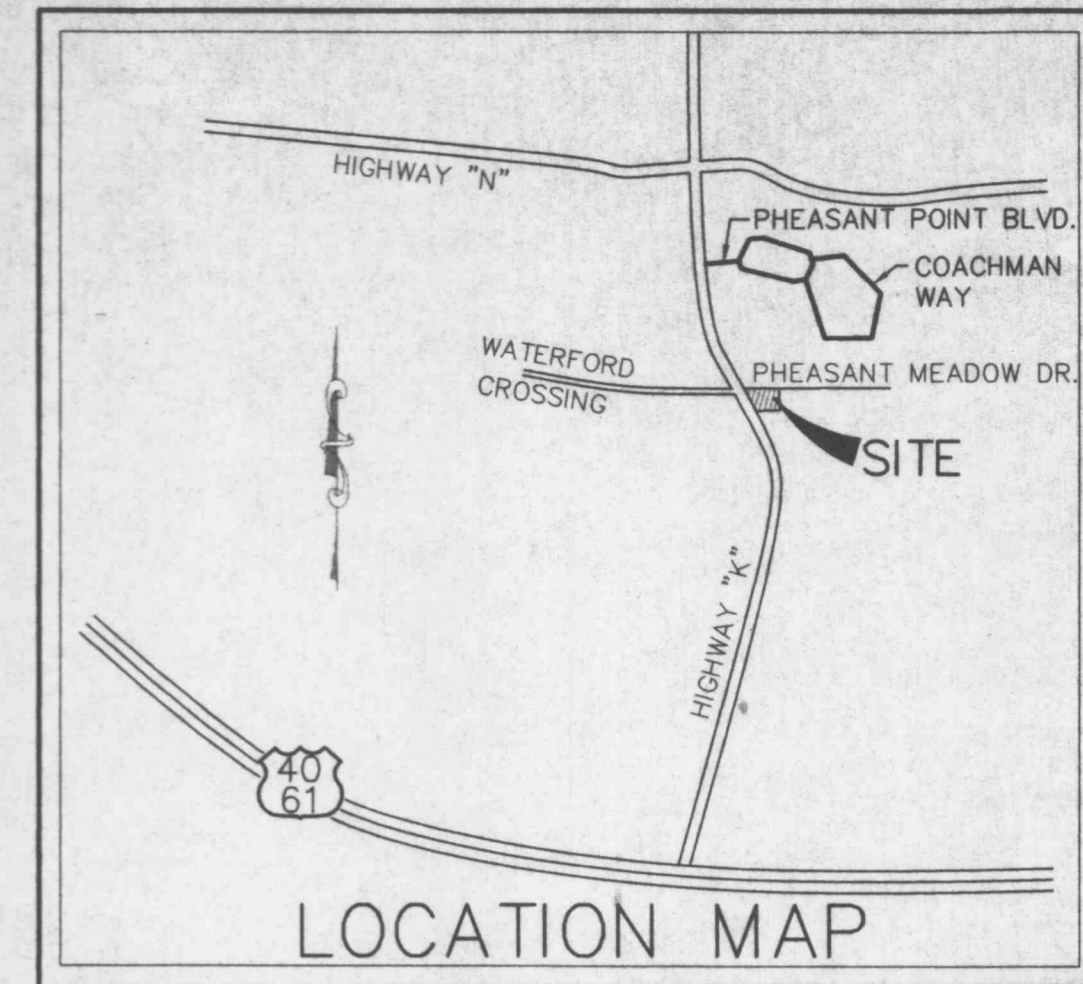 HIGHWAY "N"
PHEASANT POINT BLVD.
COACHMAN
WAY
WATERFORD
CROSSING
PHEASANT MEADOW DR.
SITE
HIGHWAY "K"
40
61
LOCATION MAP